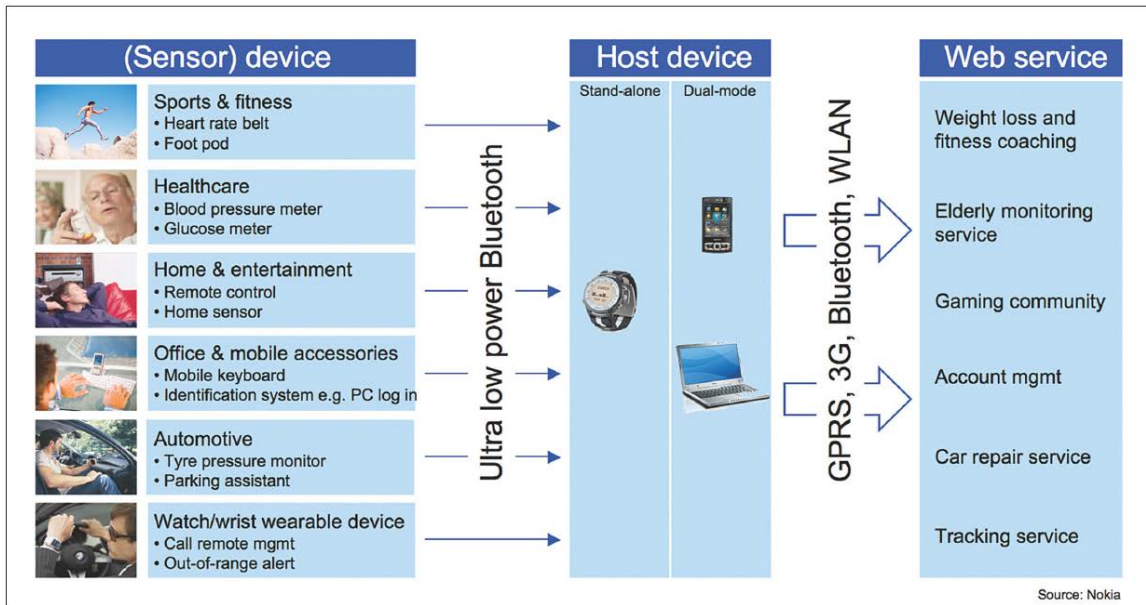 (Sensor) device
Sports & fitness
• Heart rate belt
• Foot pod
Healthcare
• Blood pressure meter
• Glucose meter
Home & entertainment
• Remote control
• Home sensor
Office & mobile accessories
• Mobile keyboard
• Identification system e.g. PC log in
Automotive
• Tyre pressure monitor
• Parking assistant
Watch/wrist wearable device
• Call remote mgmt
• Out-of-range alert
Ultra low power Bluetooth
Host device
Stand-alone
Dual-mode
GPRS, 3G, Bluetooth, WLAN
Web service
Weight loss and
fitness coaching
Elderly monitoring
service
Gaming community
Account mgmt
Car repair service
Tracking service
Source: Nokia